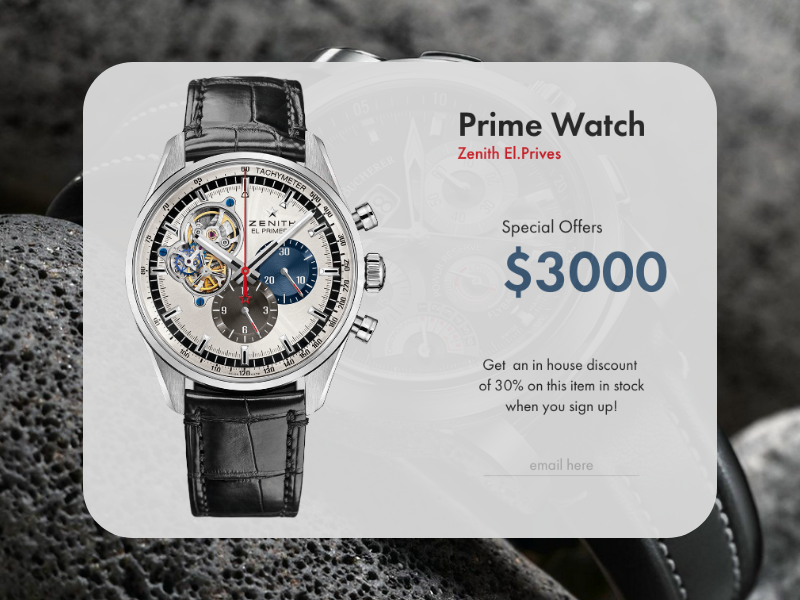 Prime Watch
Zenith El.Prives
Special Offers
$3000
Get an in house discount
of 30% on this item in stock
when you sign up!
email here
TACHYMETER
ZENITH
EL PRIMERO
60
30
20
10
9
3
6